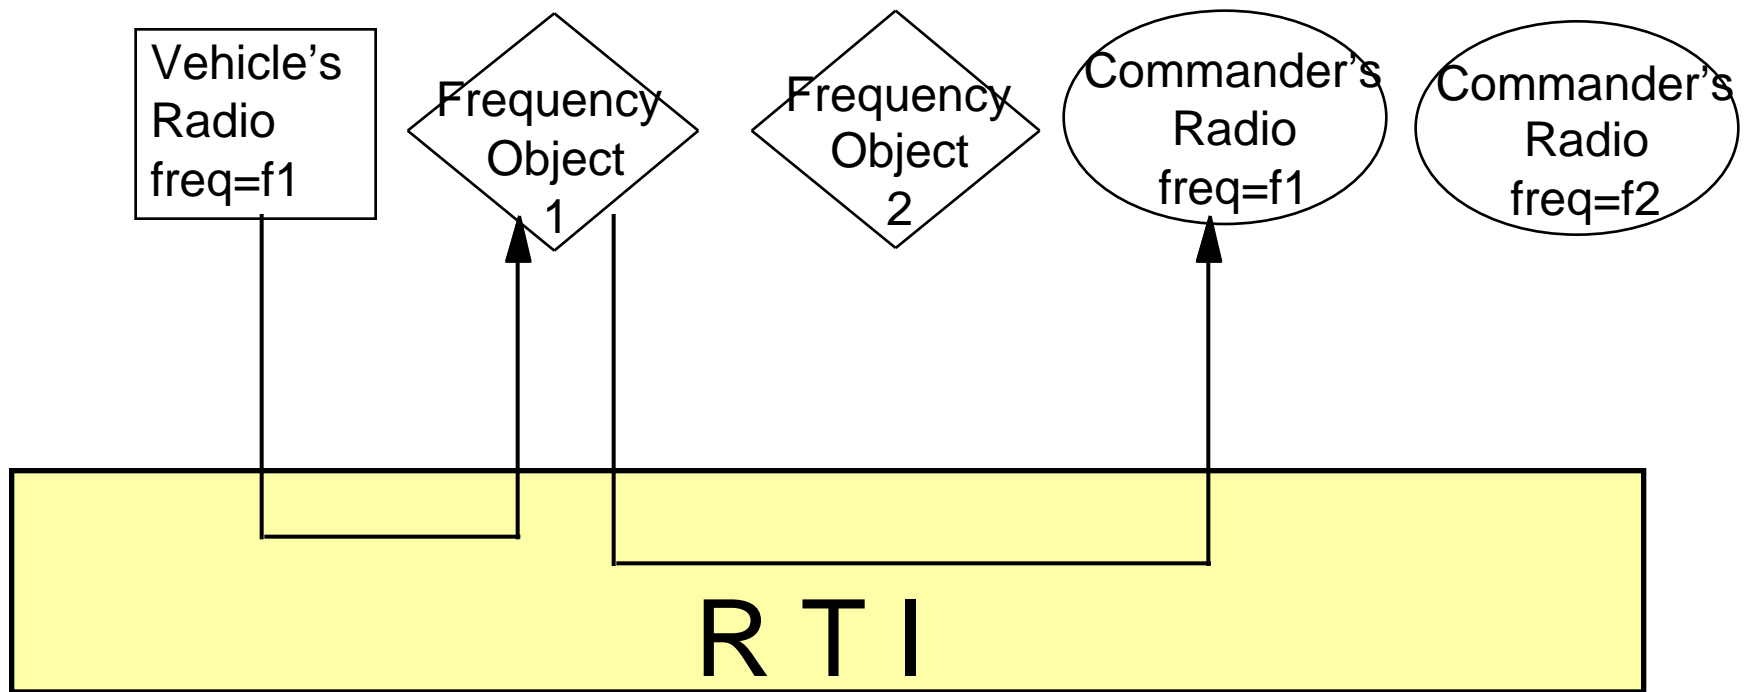 Vehicle’s
Radio
freq=f1
Frequency
Object
1
Frequency
Object
2
Commander’s
Radio
freq=f1
Commander’s
Radio
freq=f2
R T I